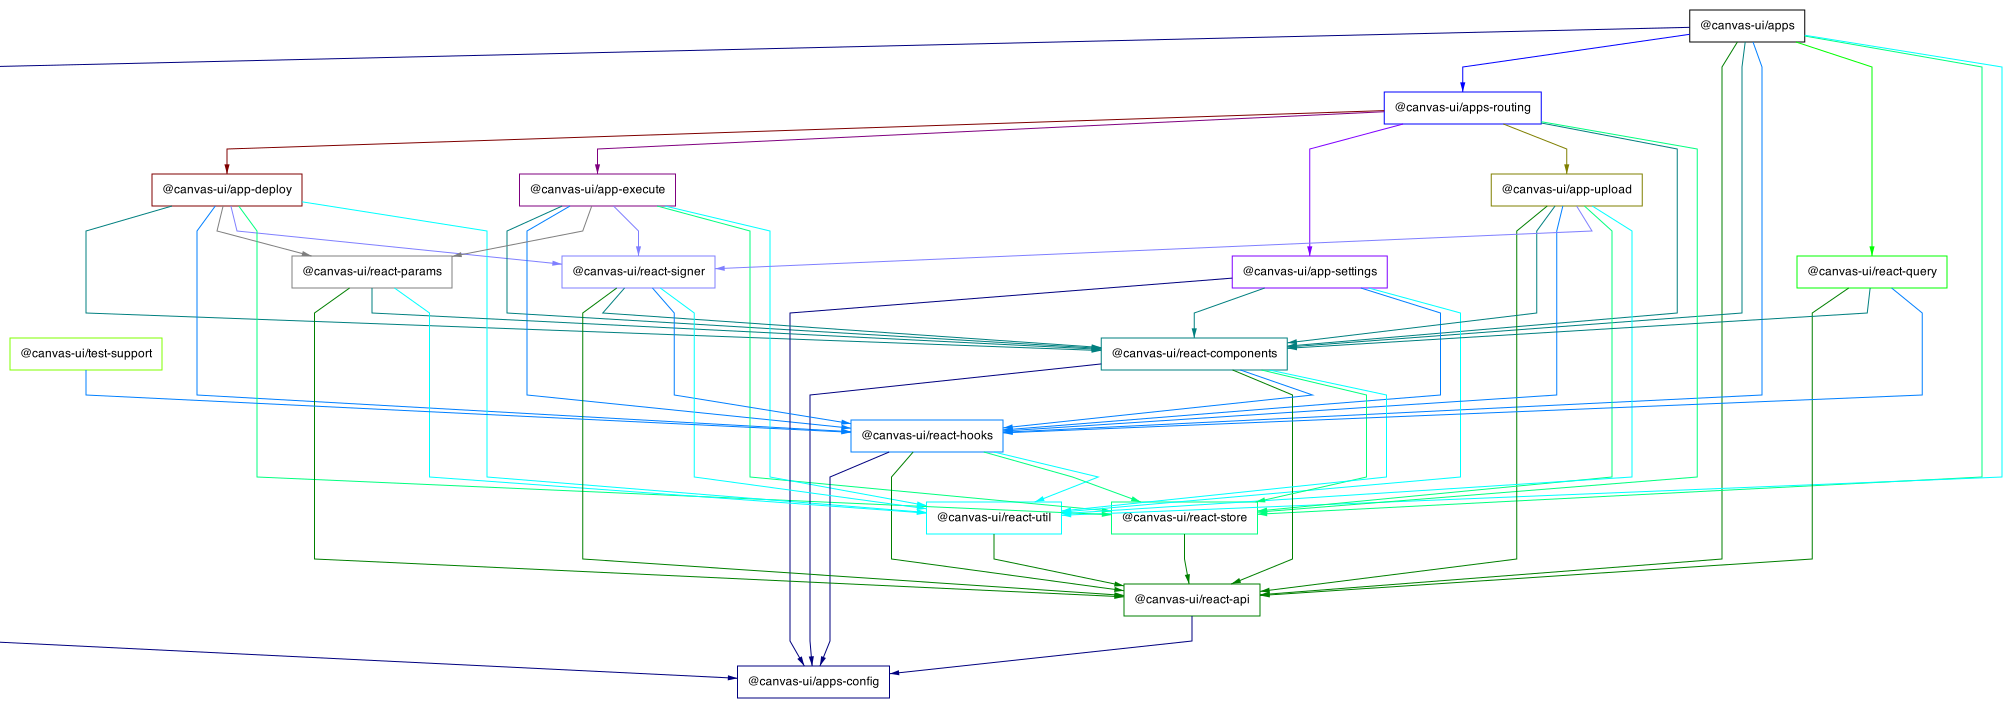 @canvas-ui/apps
@canvas-ui/apps-routing
@canvas-ui/app-deploy
@canvas-ui/app-execute
@canvas-ui/app-upload
@canvas-ui/react-params
@canvas-ui/react-signer
@canvas-ui/app-settings
@canvas-ui/react-query
@canvas-ui/test-support
@canvas-ui/react-components
@canvas-ui/react-hooks
@canvas-ui/react-util
@canvas-ui/react-store
@canvas-ui/react-api
@canvas-ui/apps-config